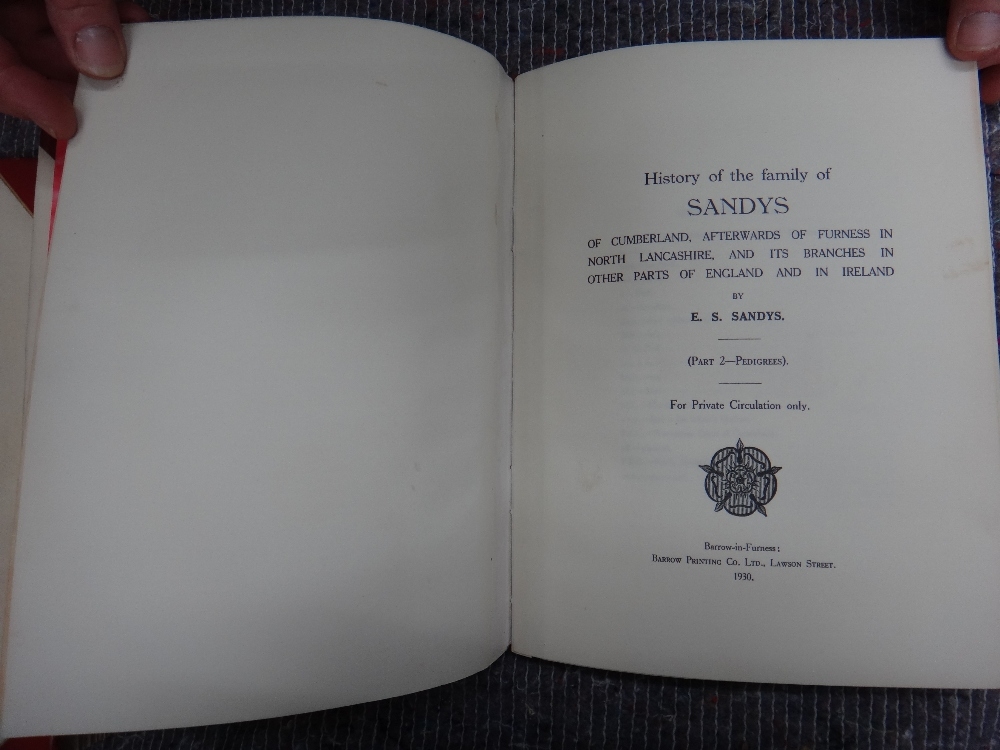 History of the family of
SANDYS
OF CUMBERLAND, AFTERWARDS OF FURNESS IN
NORTH LANCASHIRE, AND ITS BRANCHES IN
OTHER PARTS OF ENGLAND AND IN IRELAND
BY
E. S. SANDYS.
(PART 2—PEDIGREES).
For Private Circulation only.
Barrow-in-Furness:
BARROW PRINTING CO. LTD., LAWSON STREET.
1930.